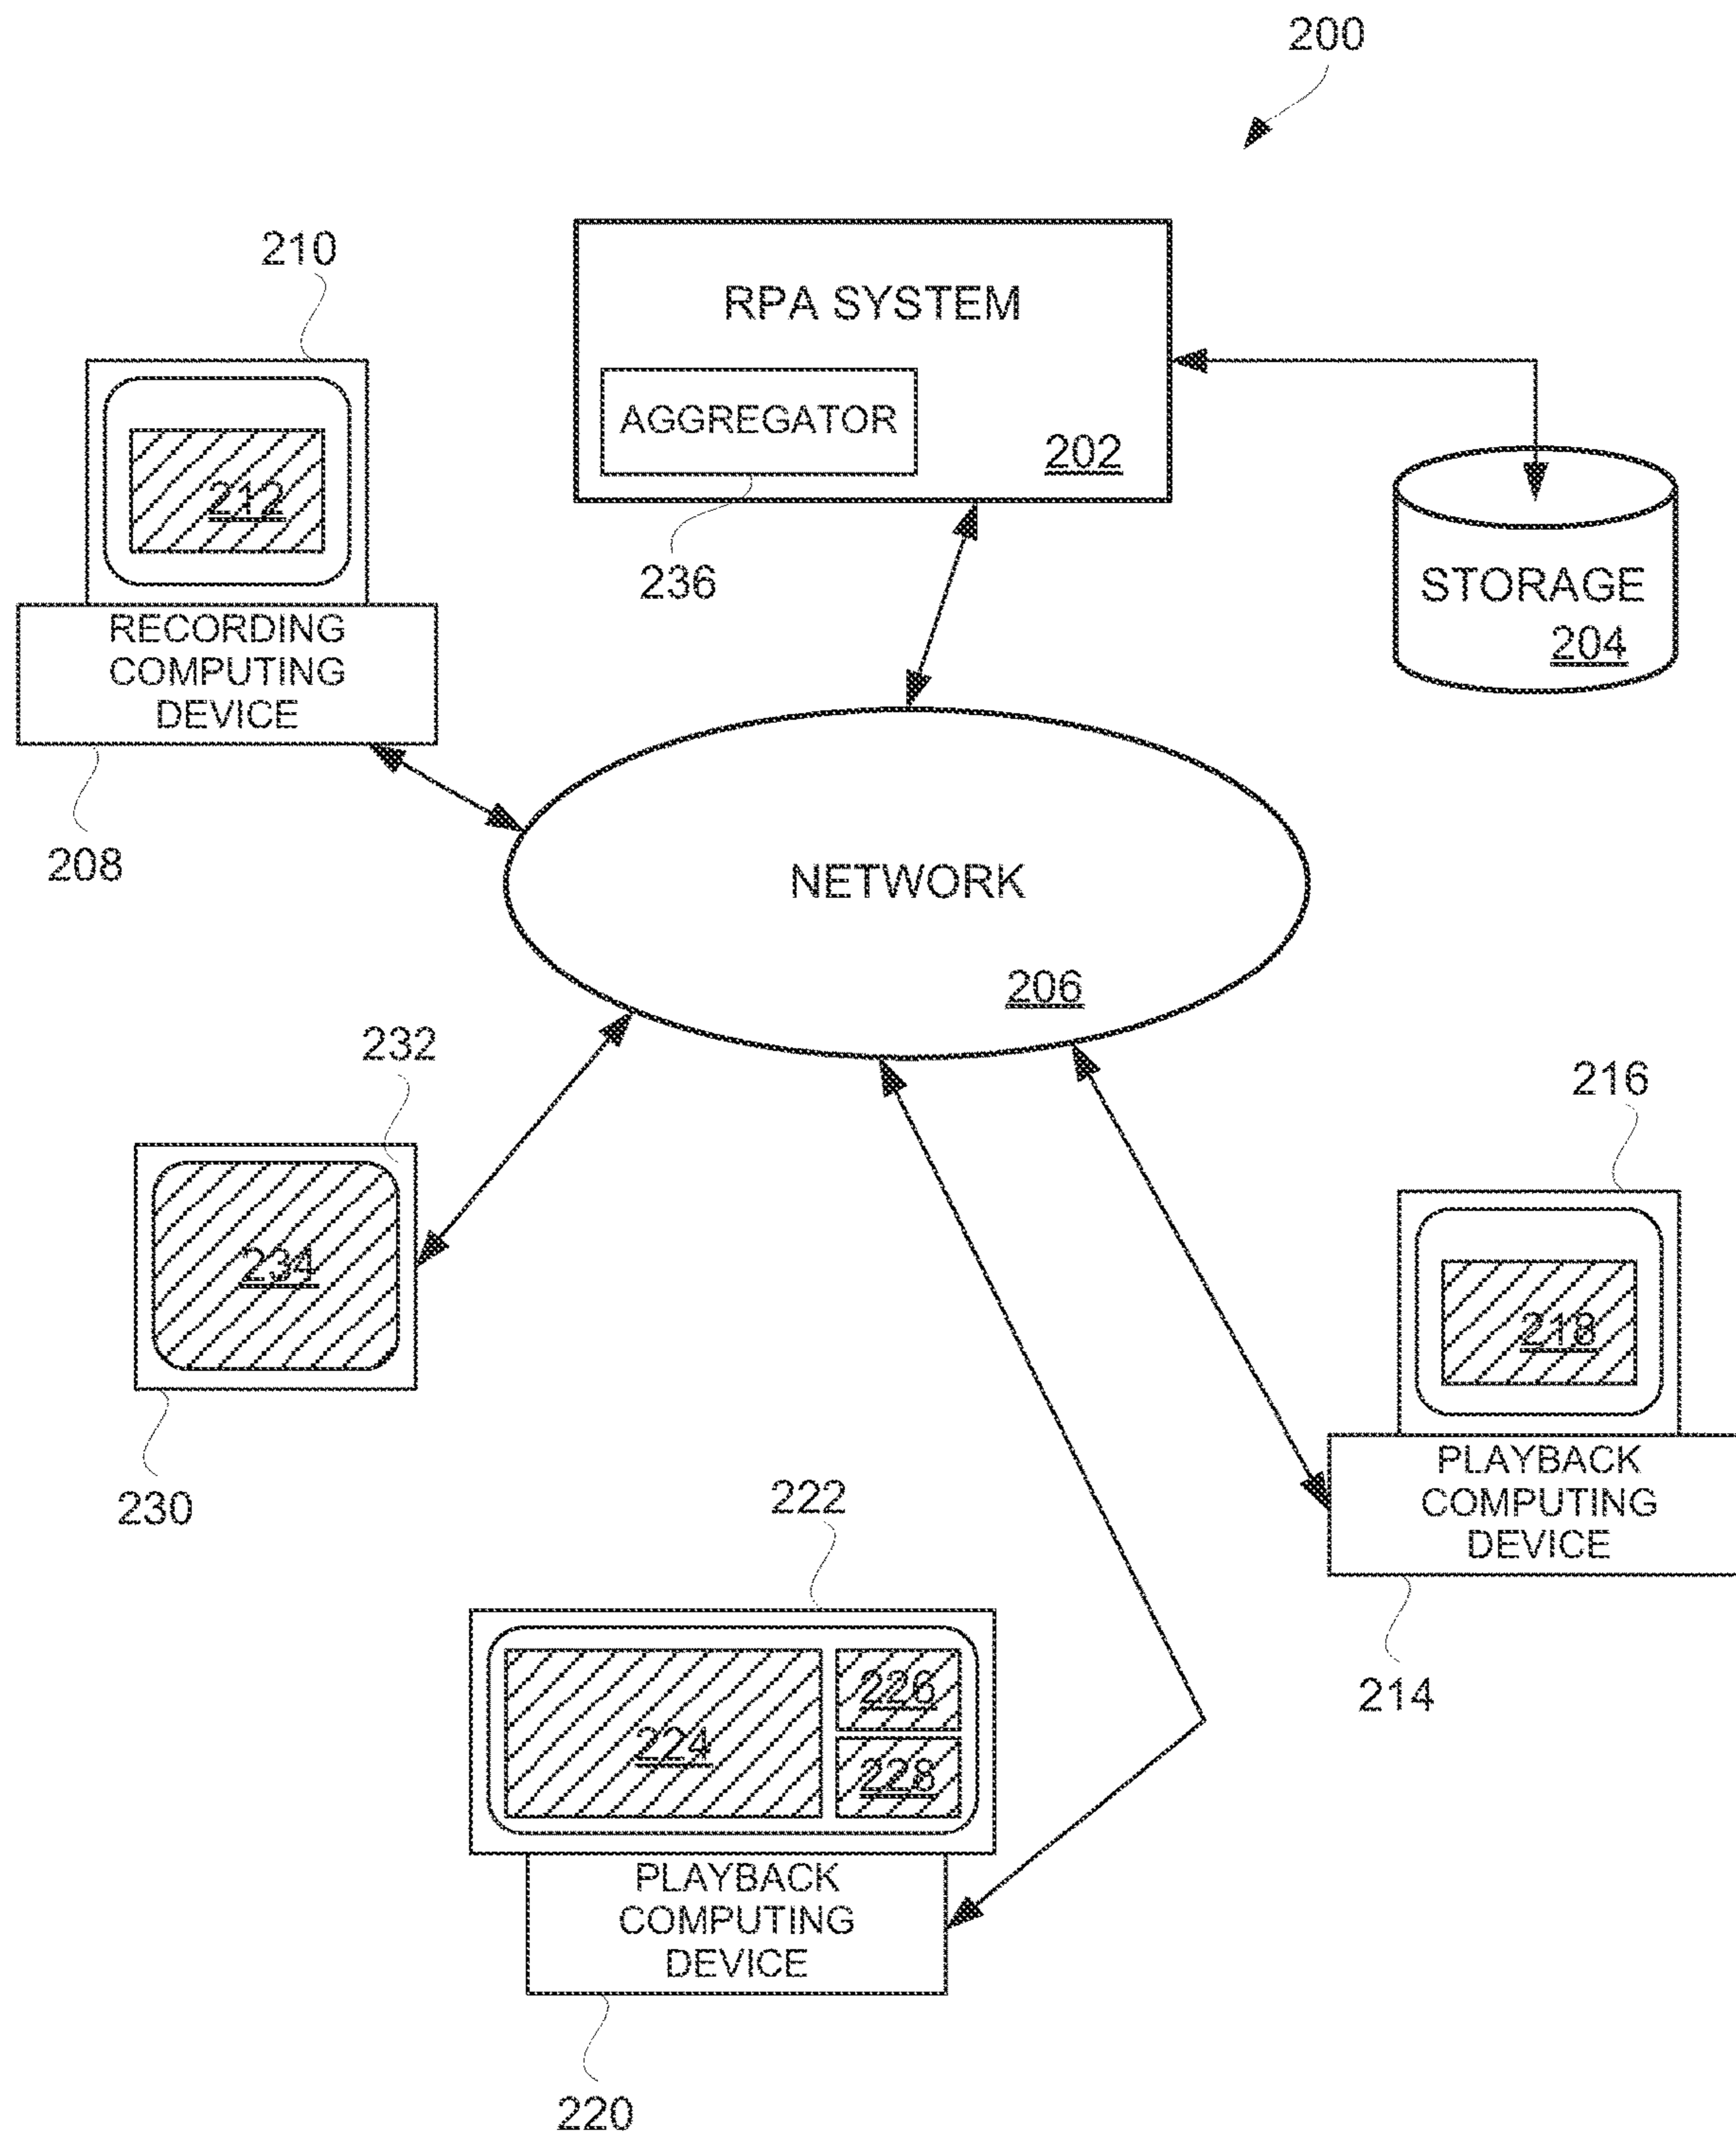 200
210
RPA SYSTEM
AGGREGATOR
202
212
236
STORAGE
204
RECORDING
COMPUTING
DEVICE
208
NETWORK
206
232
216
234
218
230
PLAYBACK
COMPUTING
DEVICE
222
214
226
224
228
PLAYBACK
COMPUTING
DEVICE
220